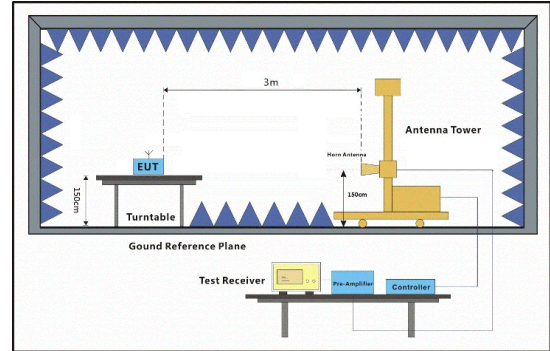 3m
Antenna Tower
Horn Antenna
EUT
150cm
150cm
Turntable
Gound Reference Plane
Test Receiver
Pre-Amplifier
Controller